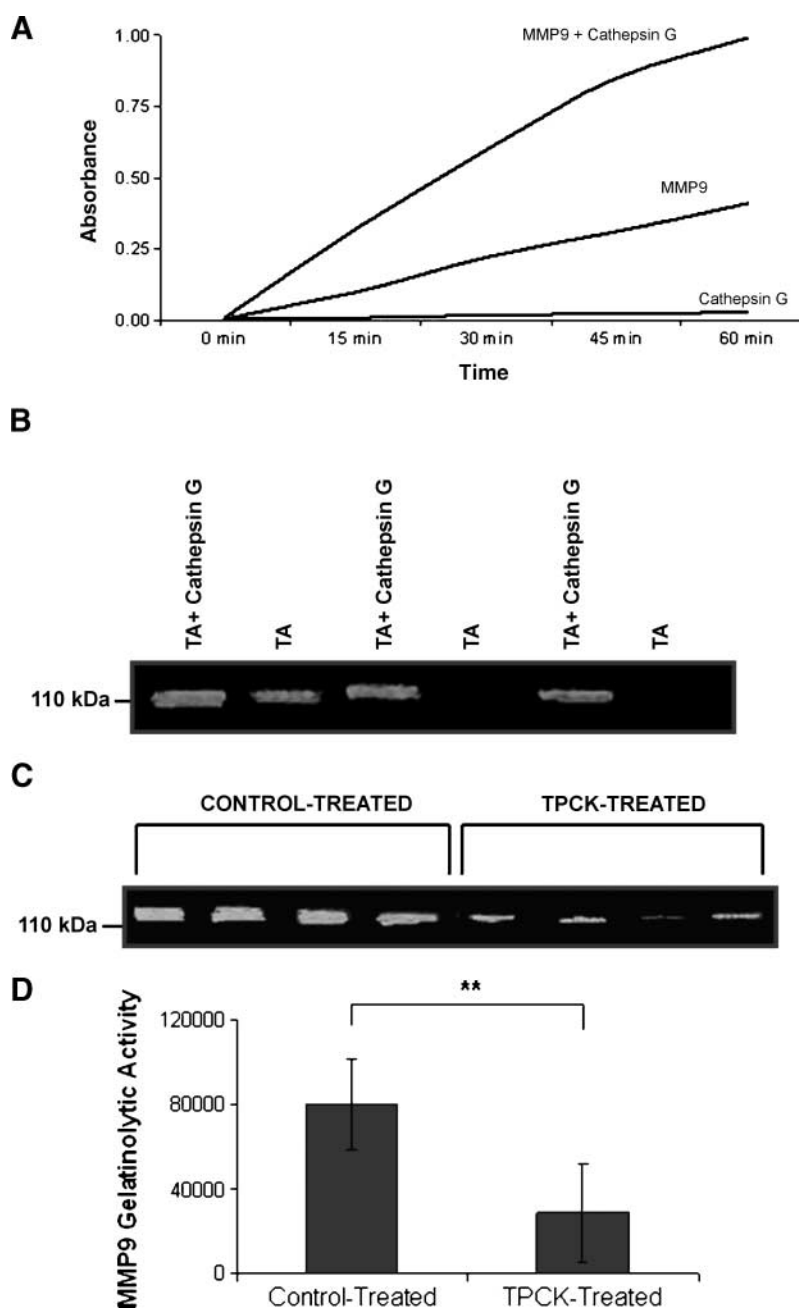 A
1.00
0.75
0.50
0.25
0.00
Absorbance
MMP9 + Cathepsin G
MMP9
Cathepsin G
0 min 15 min 30 min 45 min 60 min
Time
B
TA+ Cathepsin G
TA
TA+ Cathepsin G
TA
TA+ Cathepsin G
TA
110 kDa
C
CONTROL-TREATED TPCK-TREATED
110 kDa
D
MMP9 Gelatinolytic Activity
**
120000
80000
40000
0
Control-Treated TPCK-Treated